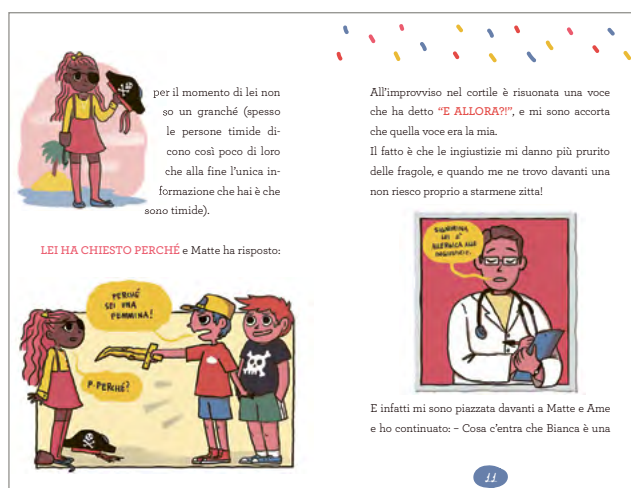 per il momento di lei non
so un granché (spesso
le persone timide di-
cono così poco di loro
che alla fine l'unica in-
formazione che hai è che
sono timide).
LEI HA CHIESTO PERCHÉ e Matte ha risposto:
PERCHÉ
SEI UNA
FEMMINA!
P-PERCHÉ?
All'improvviso nel cortile è risuonata una voce
che ha detto "E ALLORA?!", e mi sono accorta
che quella voce era la mia.
Il fatto è che le ingiustizie mi danno più prurito
delle fragole, e quando me ne trovo davanti una
non riesco proprio a starmene zitta!
SIGNORINA,
LEI E'
ALLERGICA ALLE
INGIUSTIZIE.
E infatti mi sono piazzata davanti a Matte e Ame
e ho continuato: – Cosa c'entra che Bianca è una
11